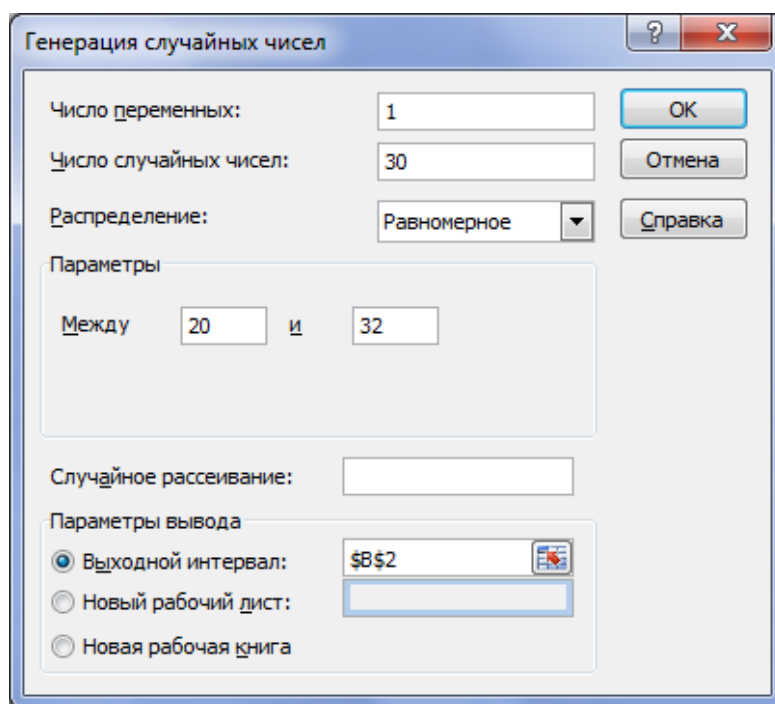 Генерация случайных чисел
?
X
Число переменных:
1
OK
Число случайных чисел:
30
Отмена
Распределение:
Равномерное
Справка
Параметры
Между
20
и
32
Случайное рассеивание:
Параметры вывода
Выходной интервал:
$B$2
Новый рабочий лист:
Новая рабочая книга